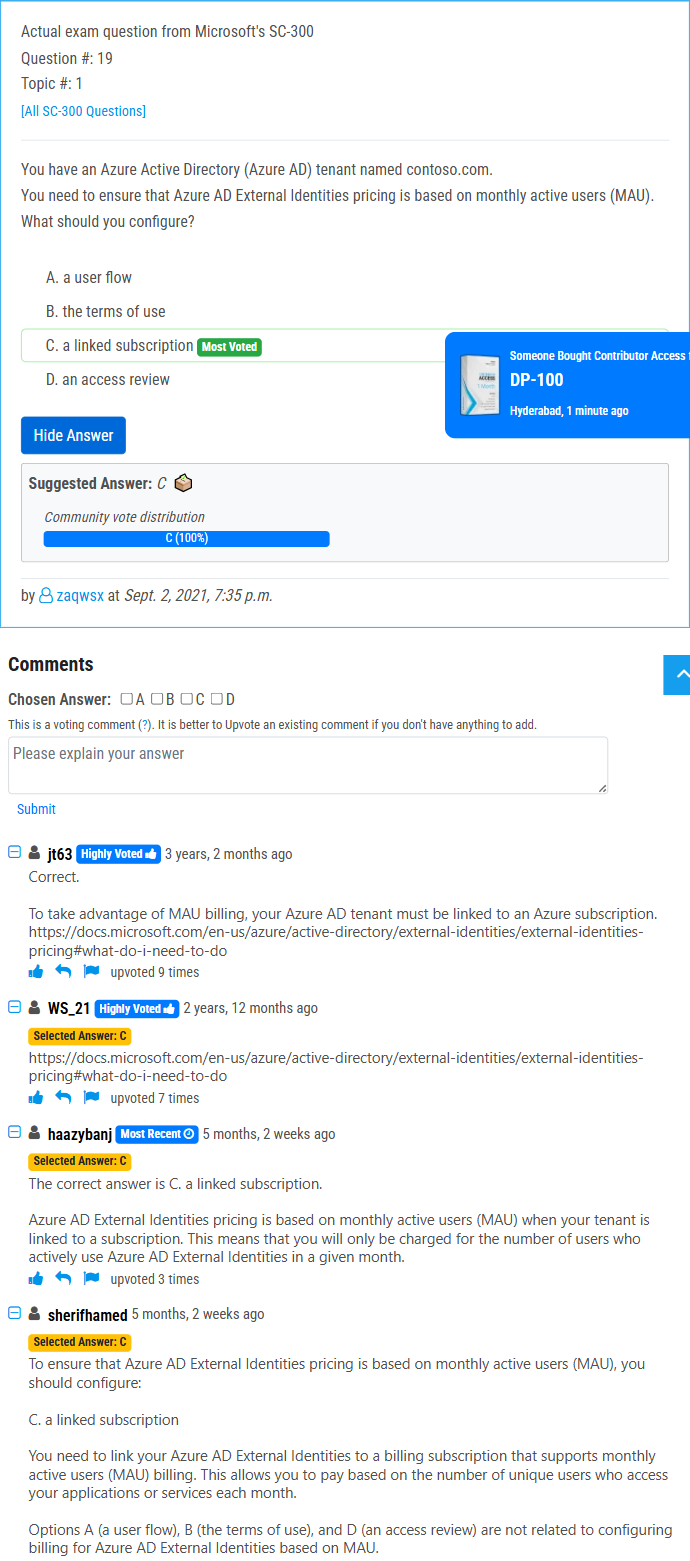 Actual exam question from Microsoft's SC-300
Question #: 19
Topic #: 1
[All SC-300 Questions]
You have an Azure Active Directory (Azure AD) tenant named contoso.com.
You need to ensure that Azure AD External Identities pricing is based on monthly active users (MAU).
What should you configure?
A. a user flow
B. the terms of use
C. a linked subscription Most Voted
D. an access review
Someone Bought Contributor Access
DP-100
Hyderabad, 1 minute ago
Hide Answer
Suggested Answer: C
Community vote distribution
C (100%)
by zaqwsx at Sept. 2, 2021, 7:35 p.m.
Comments
Chosen Answer: A B C D
This is a voting comment (?). It is better to Upvote an existing comment if you don't have anything to add.
Please explain your answer
Submit
jt63 Highly Voted 3 years, 2 months ago
Correct.
To take advantage of MAU billing, your Azure AD tenant must be linked to an Azure subscription.
https://docs.microsoft.com/en-us/azure/active-directory/external-identities/external-identities-
pricing#what-do-i-need-to-do
upvoted 9 times
WS_21 Highly Voted 2 years, 12 months ago
Selected Answer: C
https://docs.microsoft.com/en-us/azure/active-directory/external-identities/external-identities-
pricing#what-do-i-need-to-do
upvoted 7 times
haazybanj Most Recent 5 months, 2 weeks ago
Selected Answer: C
The correct answer is C. a linked subscription.
Azure AD External Identities pricing is based on monthly active users (MAU) when your tenant is
linked to a subscription. This means that you will only be charged for the number of users who
actively use Azure AD External Identities in a given month.
upvoted 3 times
sherifhamed 5 months, 2 weeks ago
Selected Answer: C
To ensure that Azure AD External Identities pricing is based on monthly active users (MAU), you
should configure:
C. a linked subscription
You need to link your Azure AD External Identities to a billing subscription that supports monthly
active users (MAU) billing. This allows you to pay based on the number of unique users who access
your applications or services each month.
Options A (a user flow), B (the terms of use), and D (an access review) are not related to configuring
billing for Azure AD External Identities based on MAU.